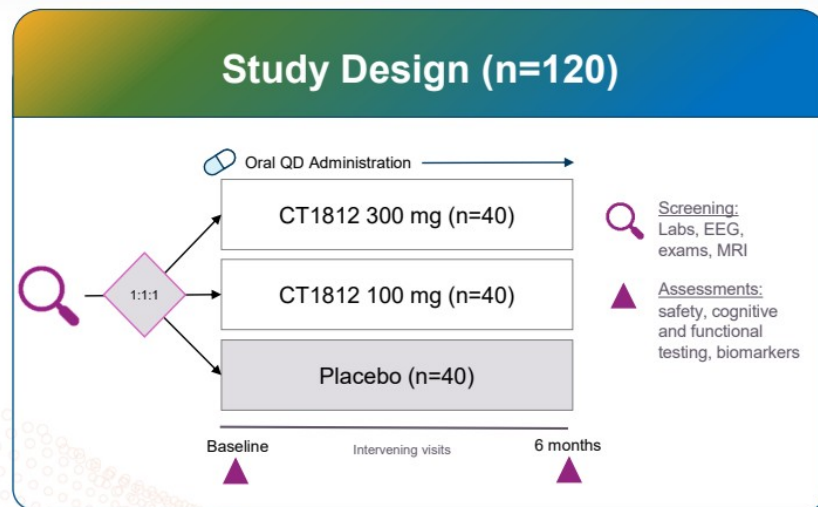 Study Design (n=120)
Oral QD Administration
CT1812 300 mg (n=40)
1:1:1
CT1812 100 mg (n=40)
Placebo (n=40)
Baseline
Intervening visits
6 months
Screening:
Labs, EEG,
exams, MRI
Assessments:
safety, cognitive
and functional
testing, biomarkers